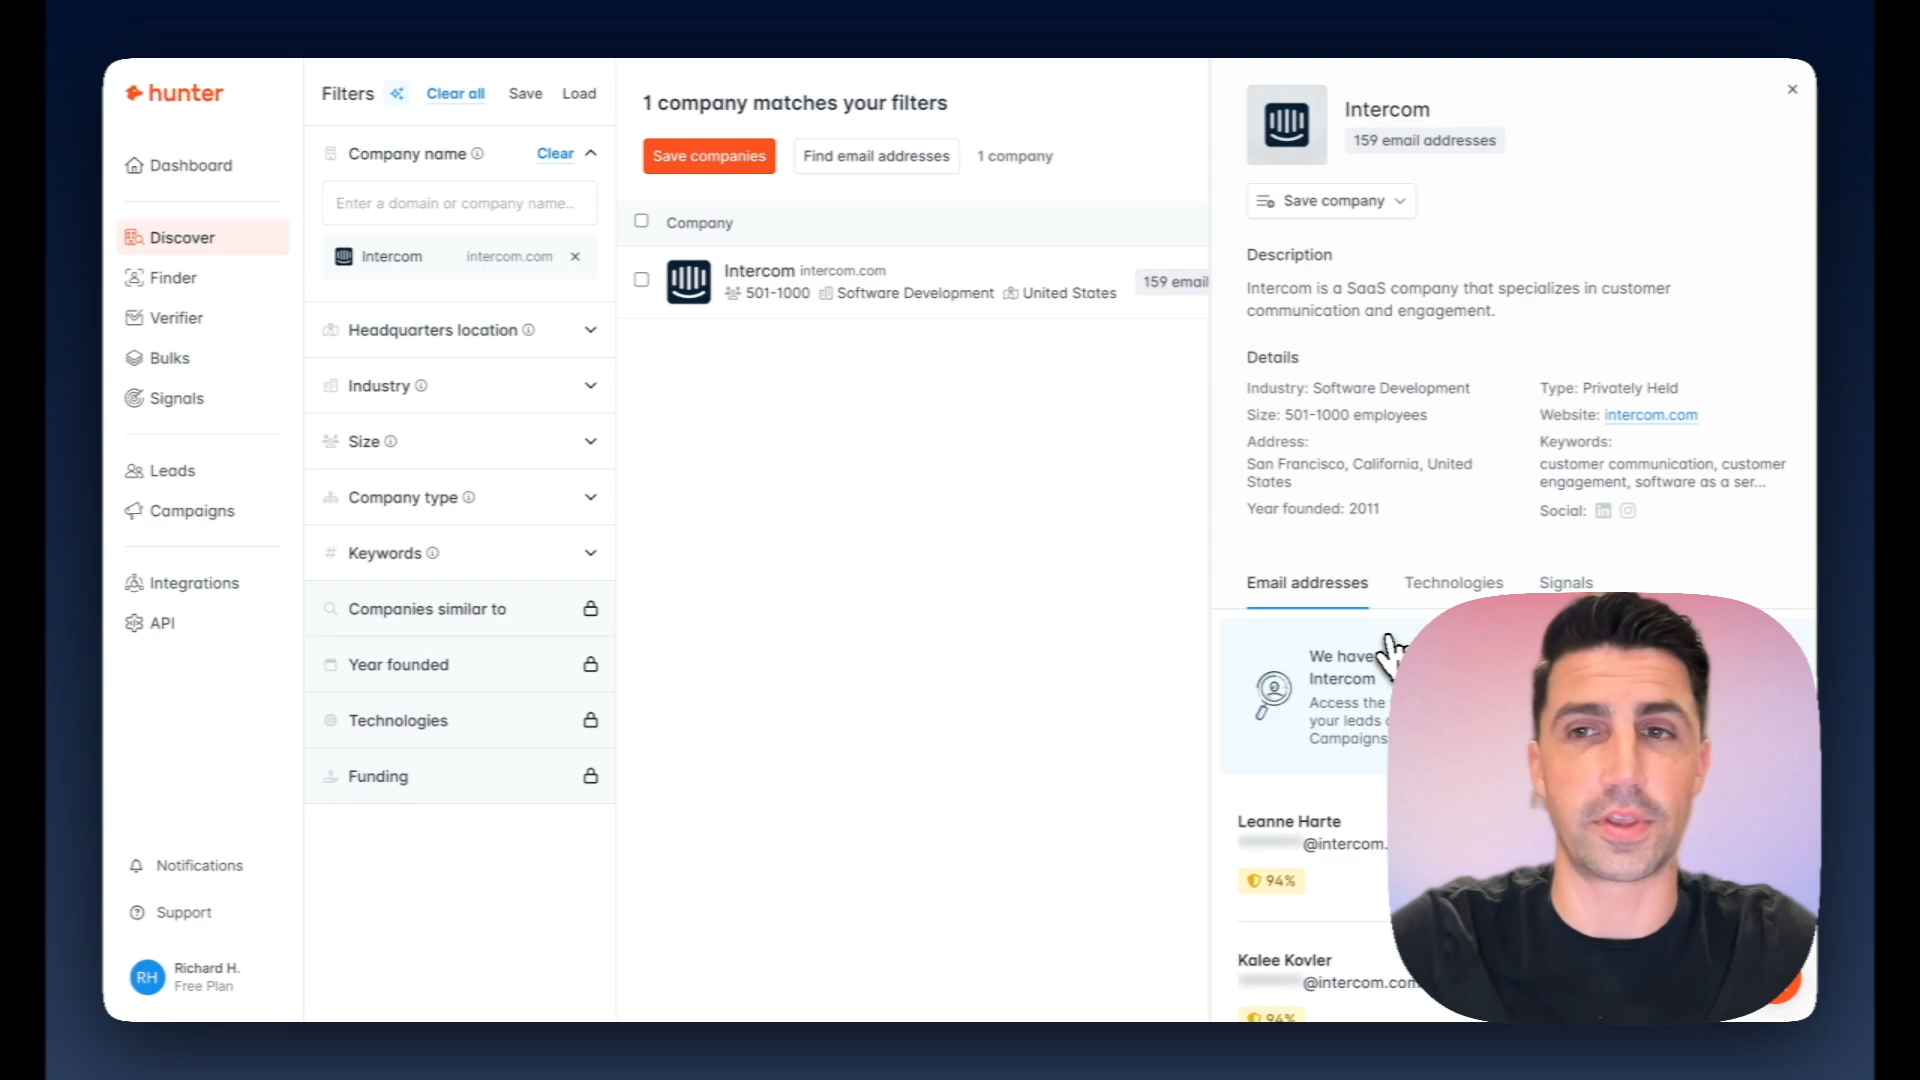 hunter
Dashboard
Discover
Finder
Verifier
Bulks
Signals
Leads
Campaigns
Integrations
API
Notifications
Support
RH
Richard H.
Free Plan
Filters
Clear all
Save
Load
Company name
Clear
Enter a domain or company name..
Intercom
intercom.com
Headquarters location
Industry
Size
Company type
Keywords
Companies similar to
Year founded
Technologies
Funding
1 company matches your filters
Save companies
Find email addresses
1 company
Company
Intercom intercom.com
501-1000 Software Development United States
159 email
Intercom
159 email addresses
Save company
Description
Intercom is a SaaS company that specializes in customer
communication and engagement.
Details
Industry: Software Development
Size: 501-1000 employees
Address:
San Francisco, California, United
States
Year founded: 2011
Type: Privately Held
Website: intercom.com
Keywords:
customer communication, customer
engagement, software as a ser...
Social:
Email addresses
Technologies
Signals
We have
Intercom
Access the
your leads
Campaigns
Leanne Harte
@intercom.
94%
Kalee Kovler
@intercom.com
94%